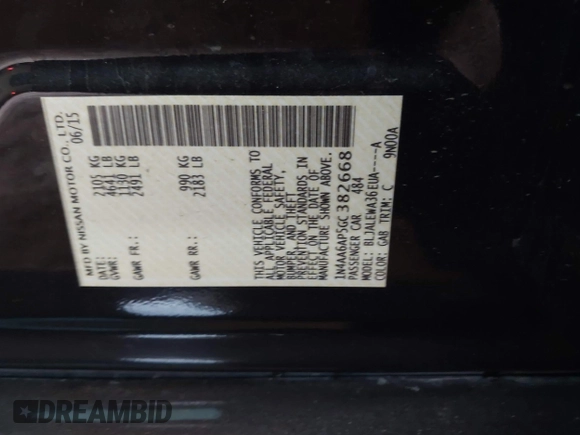 MFD BY NISSAN MOTOR CO., LTD.
DATE: 06/15
GVWR: 2105 KG
4641 LB
GAWR FR: 1130 KG
2491 LB
GAWR RR: 990 KG
2183 LB
THIS VEHICLE CONFORMS TO
ALL APPLICABLE FEDERAL
MOTOR VEHICLE SAFETY,
BUMPER, AND THEFT
PREVENTION STANDARDS IN
EFFECT ON THE DATE OF
MANUFACTURE SHOWN ABOVE.
1N4AA6AP5GC382668
PASSENGER CAR 484
MODEL: BLJALEWA36EUA----A
COLOR: GAB TRIM: C 9N00A
DREAMBID